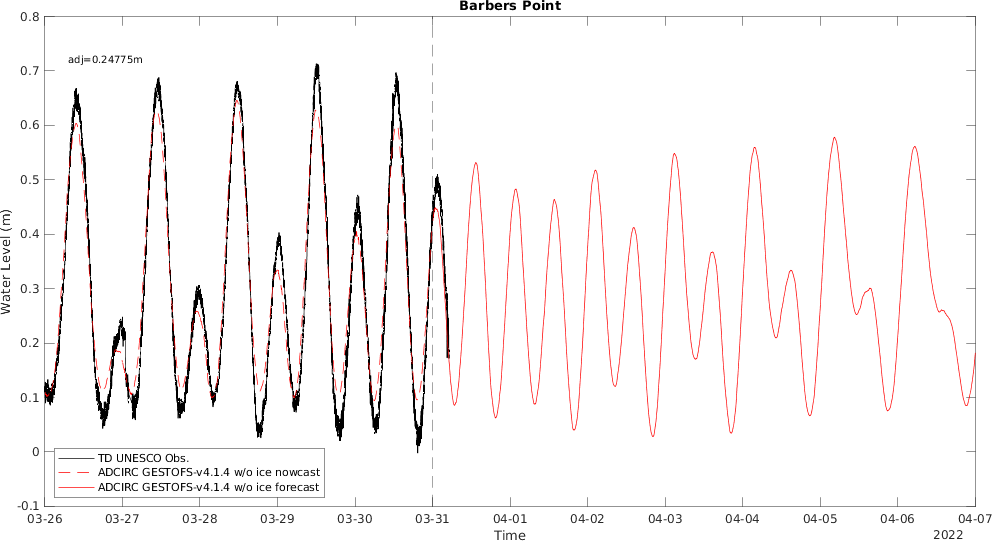 Barbers Point
0.8
0.7
0.6
0.5
0.4
0.3
0.2
0.1
0
-0.1
Water Level (m)
adj=0.24775m
TD UNESCO Obs.
ADCIRC GESTOFS-v4.1.4 w/o ice nowcast
ADCIRC GESTOFS-v4.1.4 w/o ice forecast
03-26 03-27 03-28 03-29 03-30 03-31 04-01 04-02 04-03 04-04 04-05 04-06 04-07
Time
2022